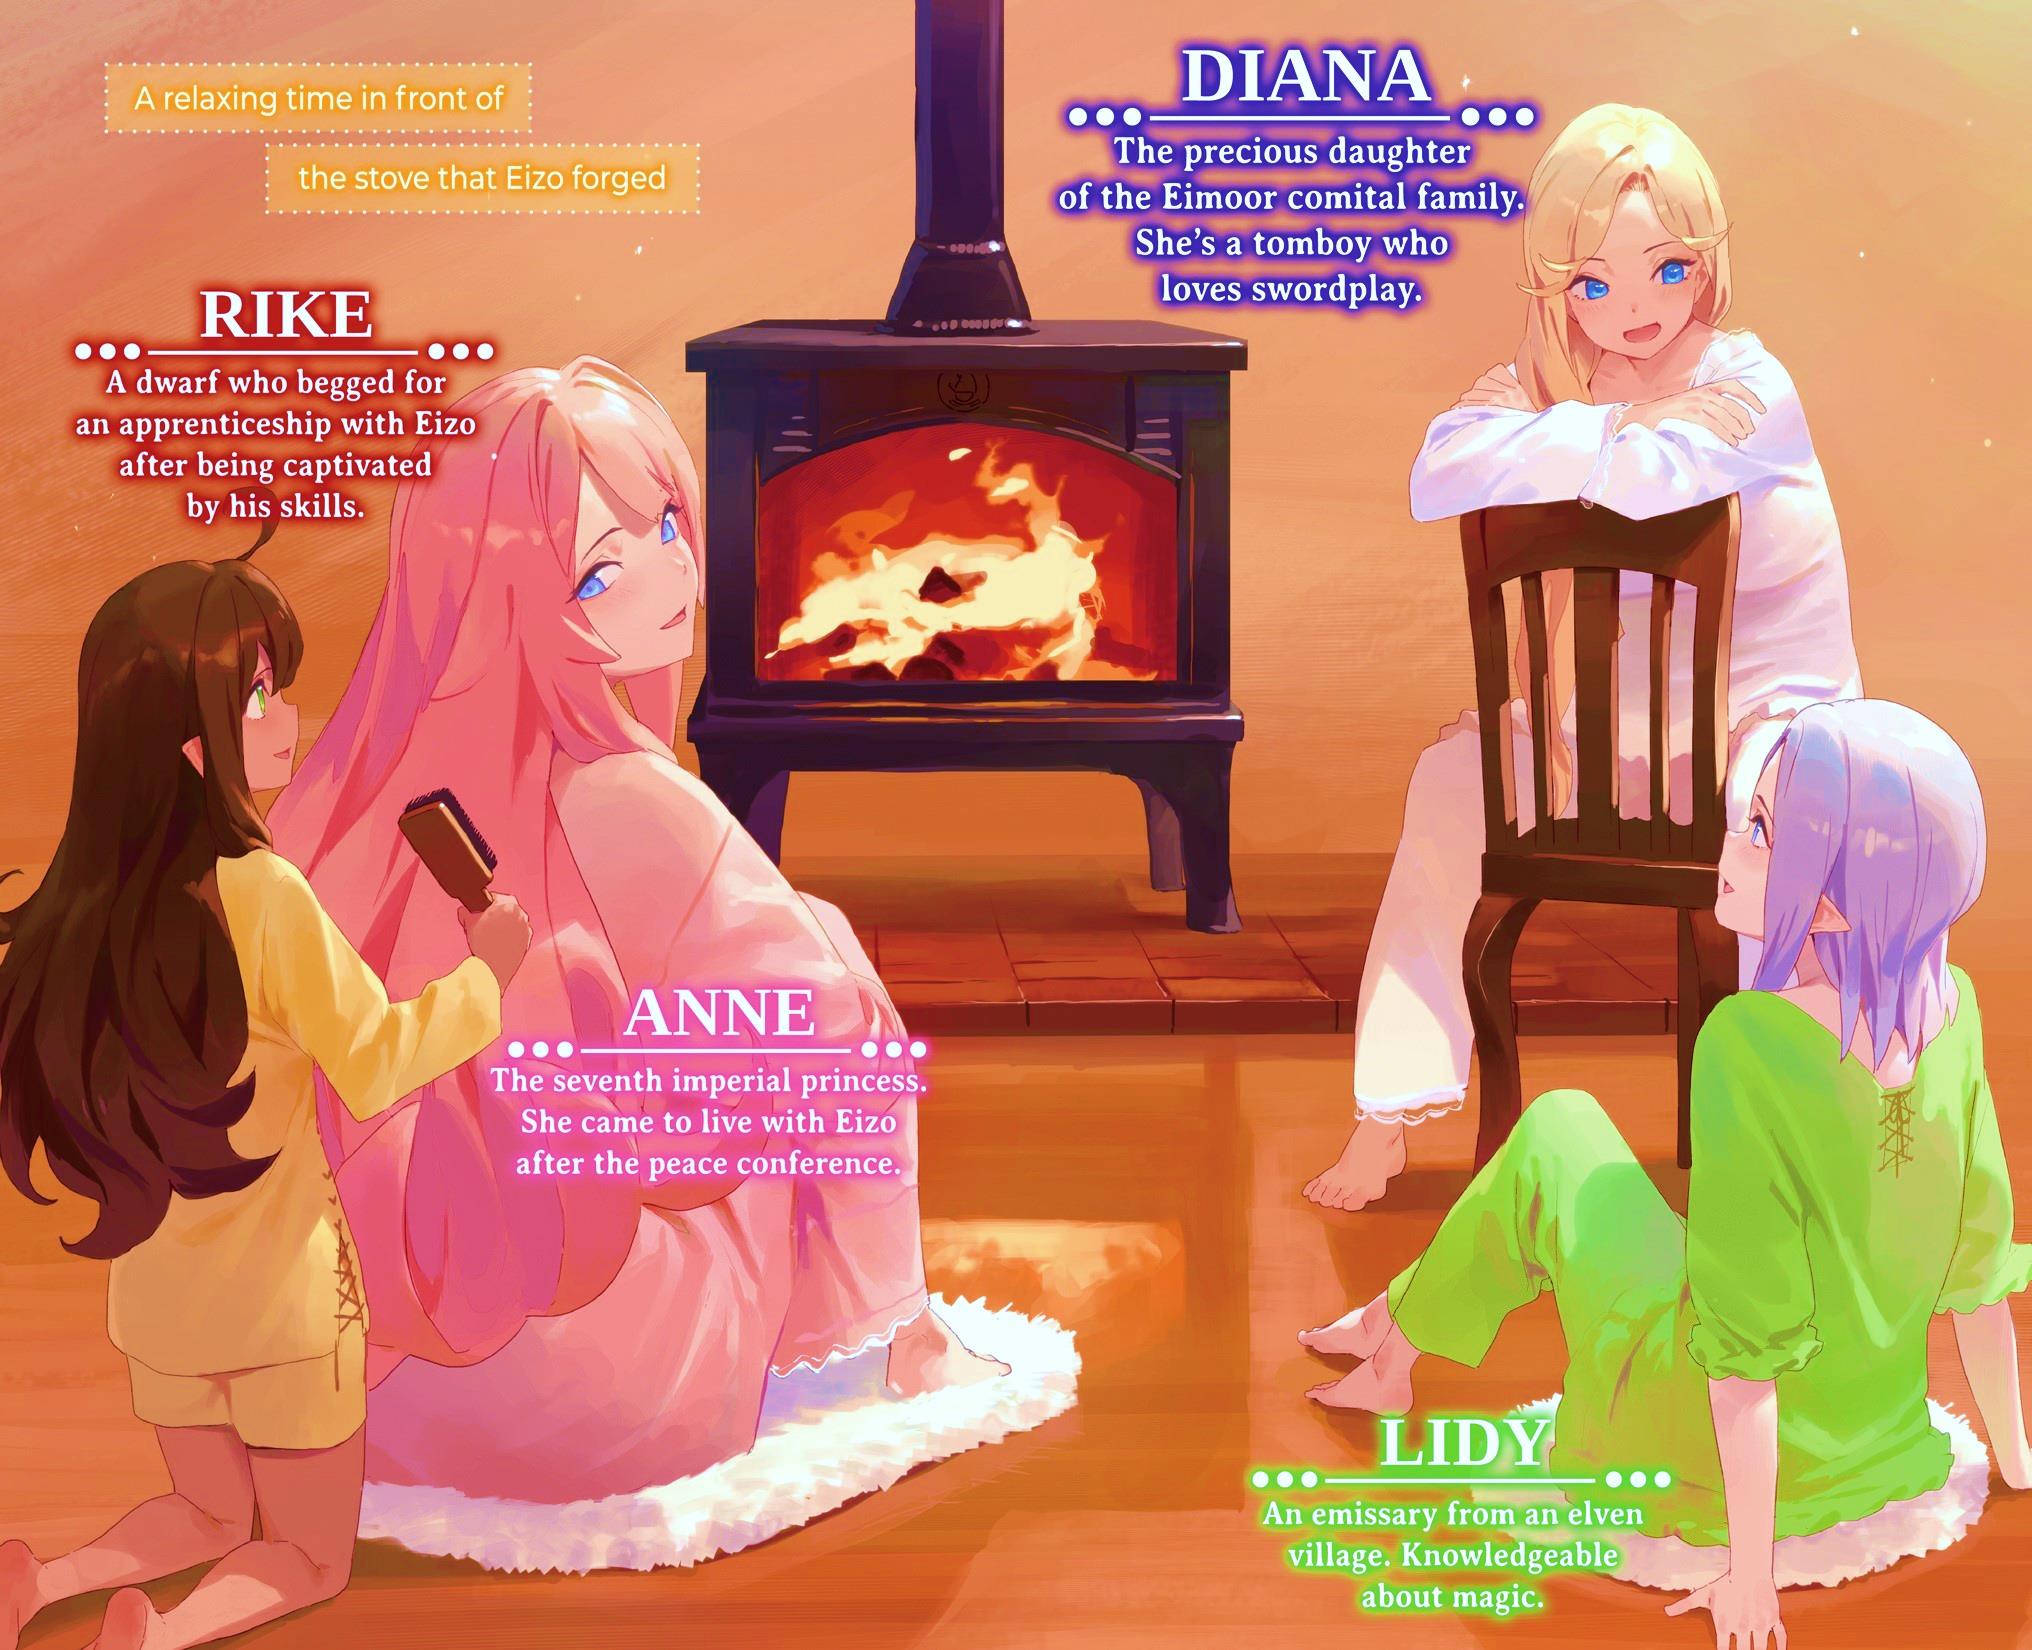 A relaxing time in front of
the stove that Eizo forged
DIANA
The precious daughter
of the Eimoor comital family.
She's a tomboy who
loves swordplay.
RIKE
A dwarf who begged for
an apprenticeship with Eizo
after being captivated
by his skills.
ANNE
The seventh imperial princess.
She came to live with Eizo
after the peace conference.
LIDY
An emissary from an elven
village. Knowledgeable
about magic.